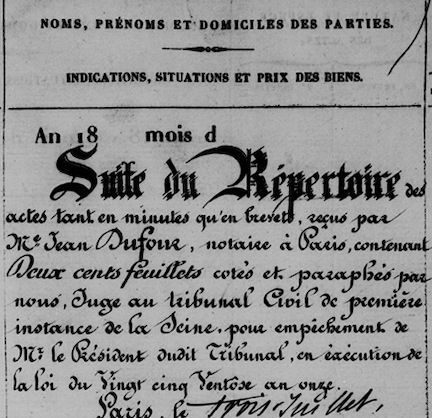 NOMS, PRÉNOMS ET DOMICILES DES PARTIES.
INDICATIONS, SITUATIONS ET PRIX DES BIENS.
An 18 mois d
Suite du Répertoire des
actes tant en minutes qu'en brevets, reçus par
Me. Jean Dufour, notaire à Paris, contenant
Deux cents feuillets cotés et paraphés par
nous, Juge au tribunal Civil de première
instance de la Seine, pour empêchement de
Mr. le Président dudit Tribunal, en exécution de
la loi du Vingt cinq Ventôse an onze.
Paris, le trois Juillet,